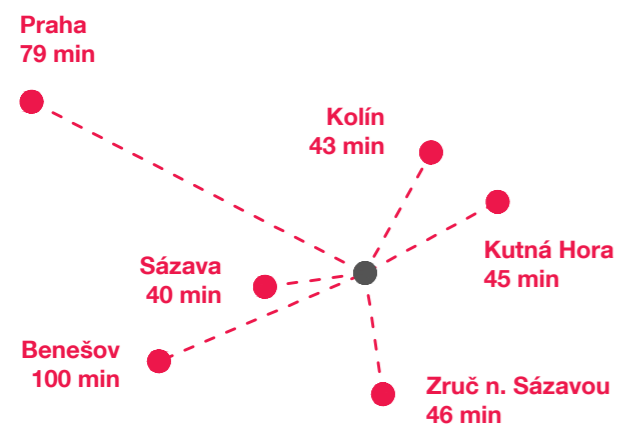 Praha
79 min
Kolín
43 min
Kutná Hora
45 min
Sázava
40 min
Benešov
100 min
Zruč n. Sázavou
46 min